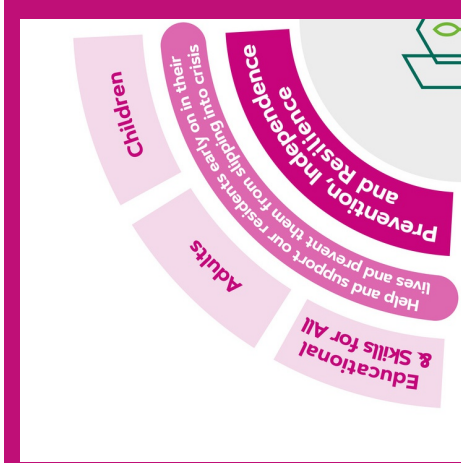 Prevention, Independence
and Resilience
Help and support our residents early on in their
lives and prevent them from slipping into crisis
Children
Adults
Educational
& Skills for All